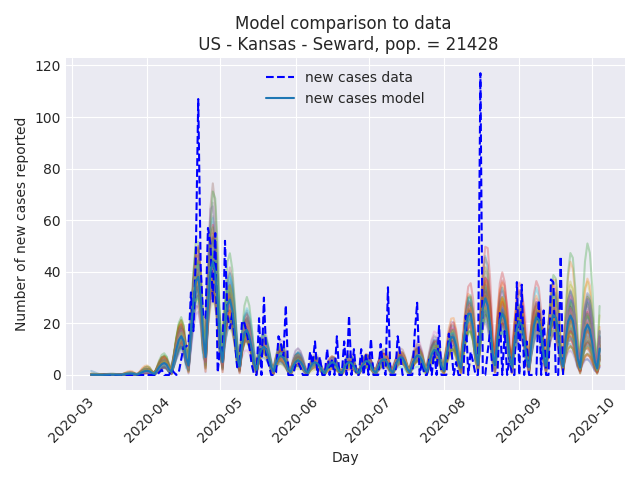 Model comparison to data
US - Kansas - Seward, pop. = 21428
new cases data
new cases model
Number of new cases reported
120
100
80
60
40
20
0
2020-03
2020-04
2020-05
2020-06
2020-07
2020-08
2020-09
2020-10
Day